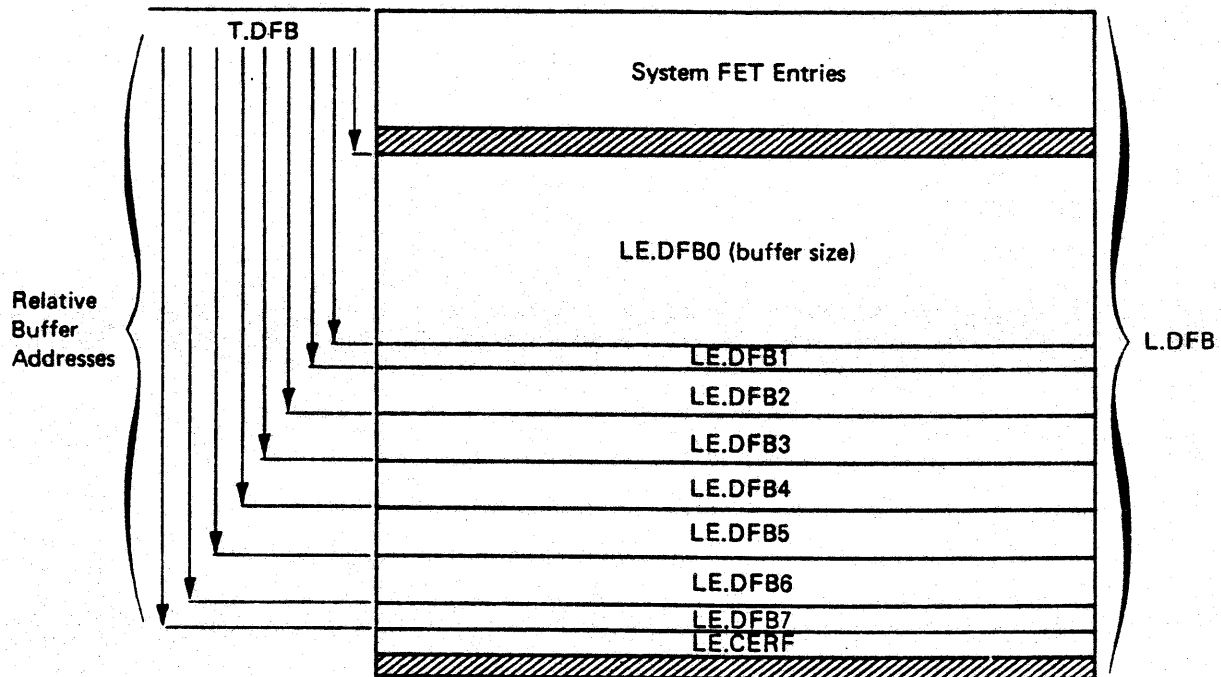 T.DFB
System FET Entries
LE.DFB0 (buffer size)
Relative
Buffer
Addresses
L.DFB
LE.DFB1
LE.DFB2
LE.DFB3
LE.DFB4
LE.DFB5
LE.DFB6
LE.DFB7
LE.CERF